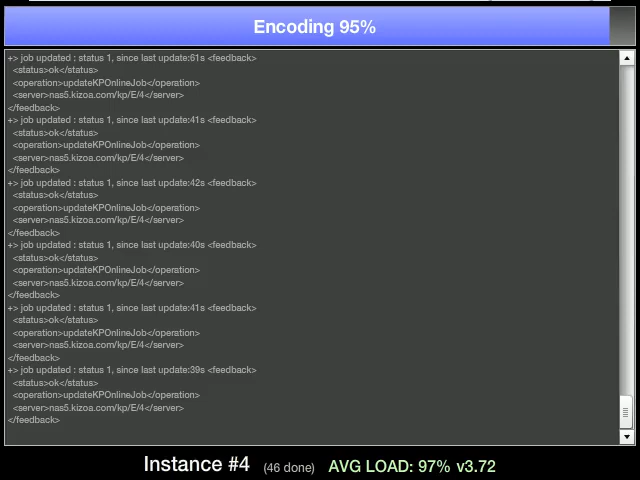 Encoding 95%
+> job updated : status 1, since last update:61s <feedback>
<status>ok</status>
<operation>updateKPOnlineJob</operation>
<server>nas5.kizoa.com/kp/E/4</server>
</feedback>
+> job updated : status 1, since last update:41s <feedback>
<status>ok</status>
<operation>updateKPOnlineJob</operation>
<server>nas5.kizoa.com/kp/E/4</server>
</feedback>
+> job updated : status 1, since last update:42s <feedback>
<status>ok</status>
<operation>updateKPOnlineJob</operation>
<server>nas5.kizoa.com/kp/E/4</server>
</feedback>
+> job updated : status 1, since last update:40s <feedback>
<status>ok</status>
<operation>updateKPOnlineJob</operation>
<server>nas5.kizoa.com/kp/E/4</server>
</feedback>
+> job updated : status 1, since last update:41s <feedback>
<status>ok</status>
<operation>updateKPOnlineJob</operation>
<server>nas5.kizoa.com/kp/E/4</server>
</feedback>
+> job updated : status 1, since last update:39s <feedback>
<status>ok</status>
<operation>updateKPOnlineJob</operation>
<server>nas5.kizoa.com/kp/E/4</server>
</feedback>
Instance #4 (46 done) AVG LOAD: 97% v3.72